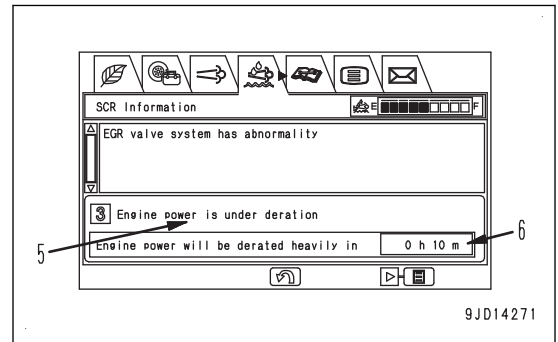 SCR Information
E F
EGR valve system has abnormality
3 Engine power is under deration
Engine power will be derated heavily in 0 h 10 m
5
6
9JD14271